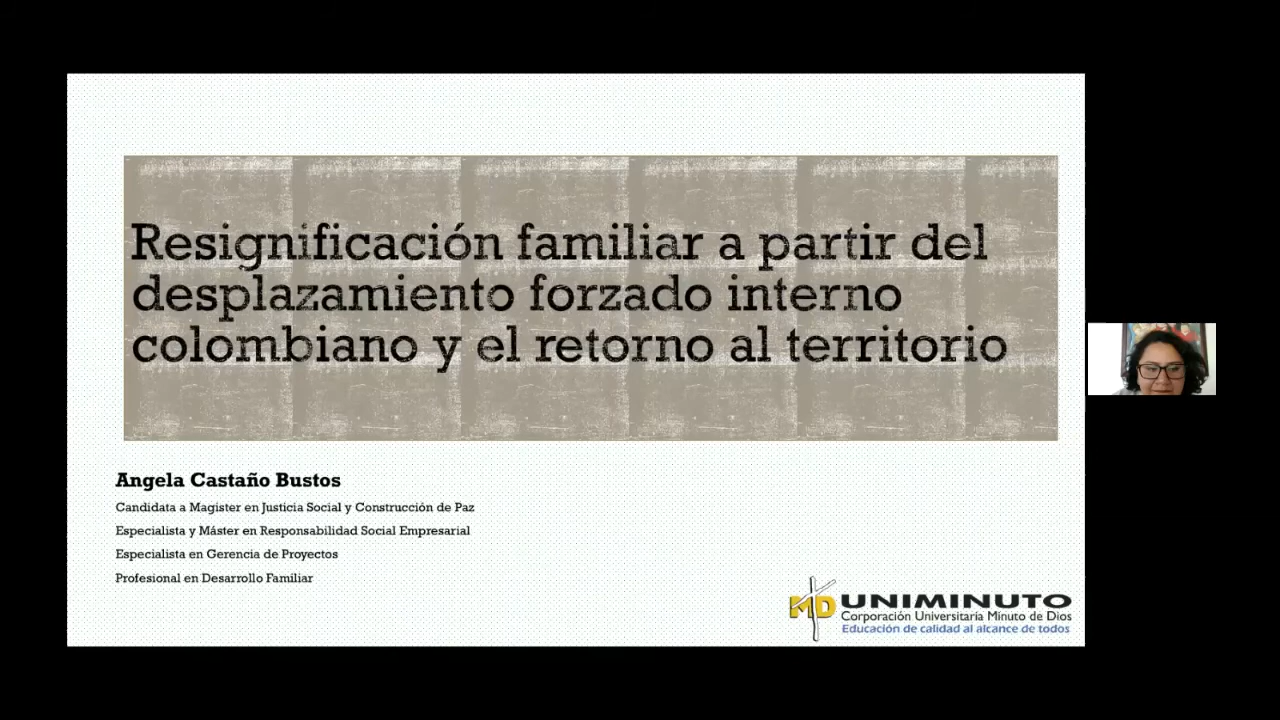 Resignificación familiar a partir del
desplazamiento forzado interno
colombiano y el retorno al territorio
Angela Castaño Bustos
Candidata a Magister en Justicia Social y Construcción de Paz
Especialista y Máster en Responsabilidad Social Empresarial
Especialista en Gerencia de Proyectos
Profesional en Desarrollo Familiar
MD UNIMINUTO
Corporación Universitaria Minuto de Dios
Educación de calidad al alcance de todos